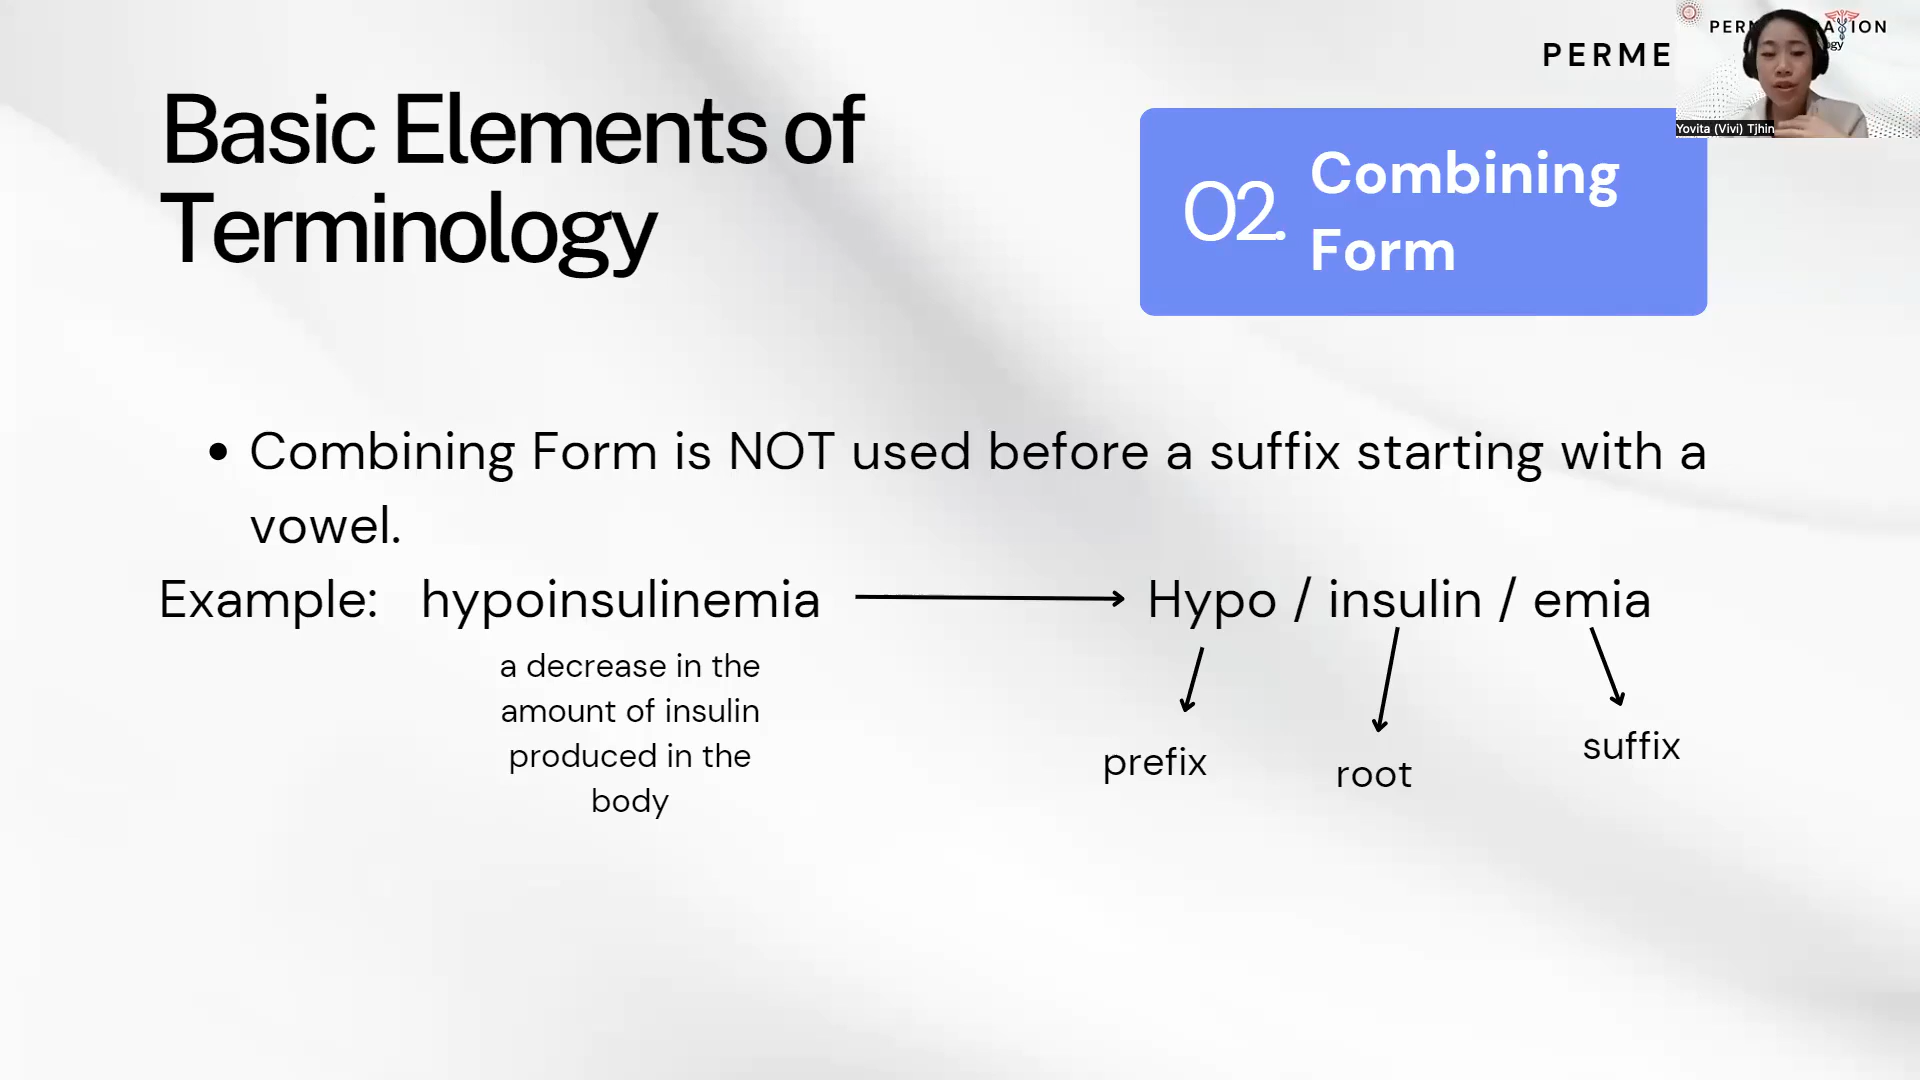 PERME
Basic Elements of
Terminology
02.
Combining
Form
ION
Yovita (Vivi) Tjhin
• Combining Form is NOT used before a suffix starting with a
vowel.
Example: hypoinsulinemia
Hypo / insulin / emia
a decrease in the
amount of insulin
produced in the
body
prefix
root
suffix